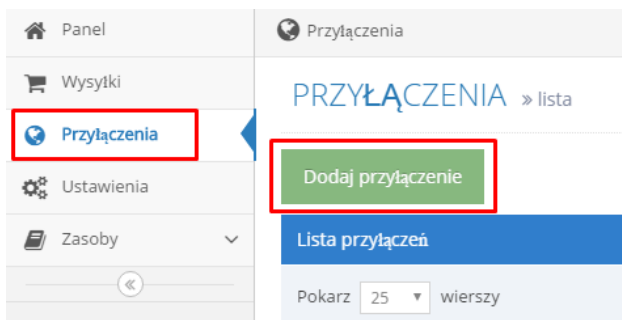 Panel
Wysyłki
Przyłączenia
Ustawienia
Zasoby
Przyłączenia
PRZYŁĄCZENIA » lista
Dodaj przyłączenie
Lista przyłączeń
Pokarz 25 wierszy